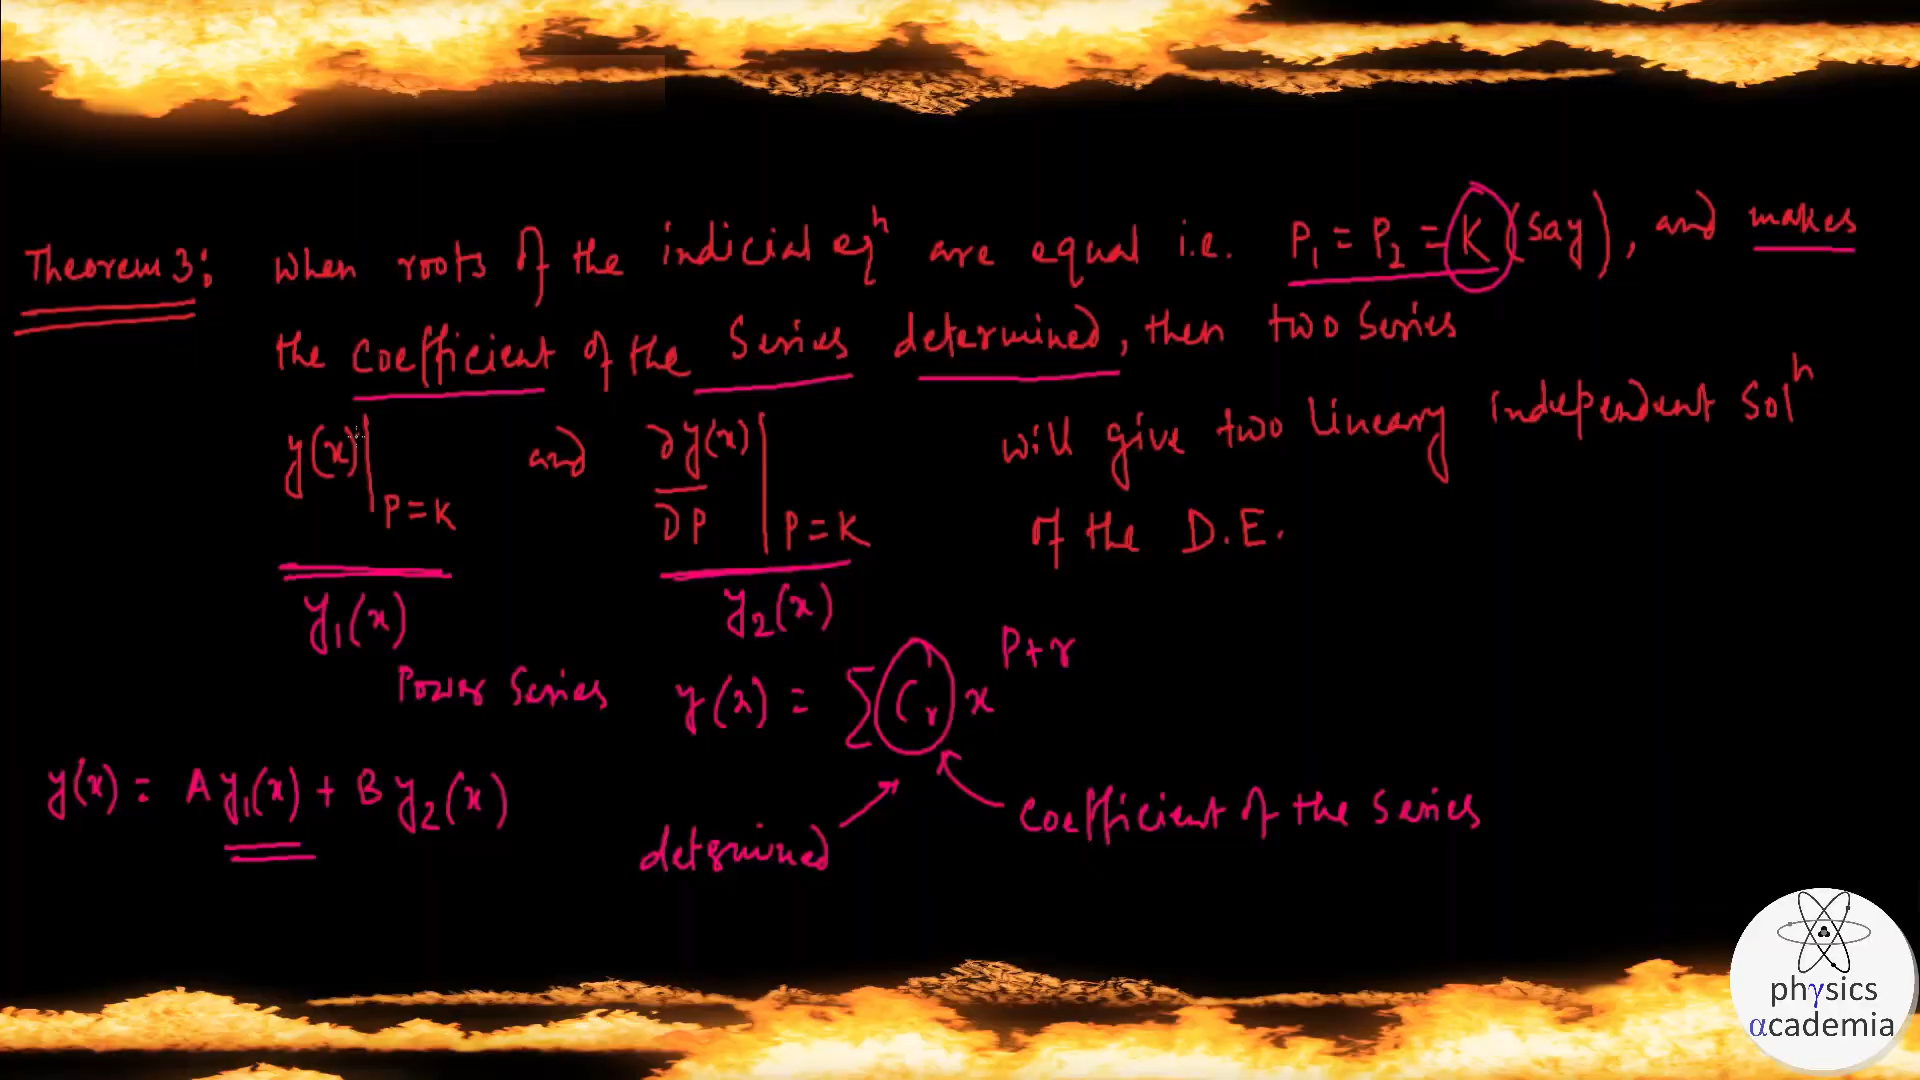 Theorem 3: When roots of the indicial eqⁿ are equal i.e. P₁ = P₂ = K (say), and makes
the coefficient of the series determined, then two series
y(x)|P=K and ∂y(x)/∂P|P=K will give two lineary independent solⁿ
of the D.E.
y₁(x) y₂(x)
Power series y(x) = ∑ Cᵣ x^P+r
y(x) = A y₁(x) + B y₂(x)
determined
coefficient of the series
physics
αcademia